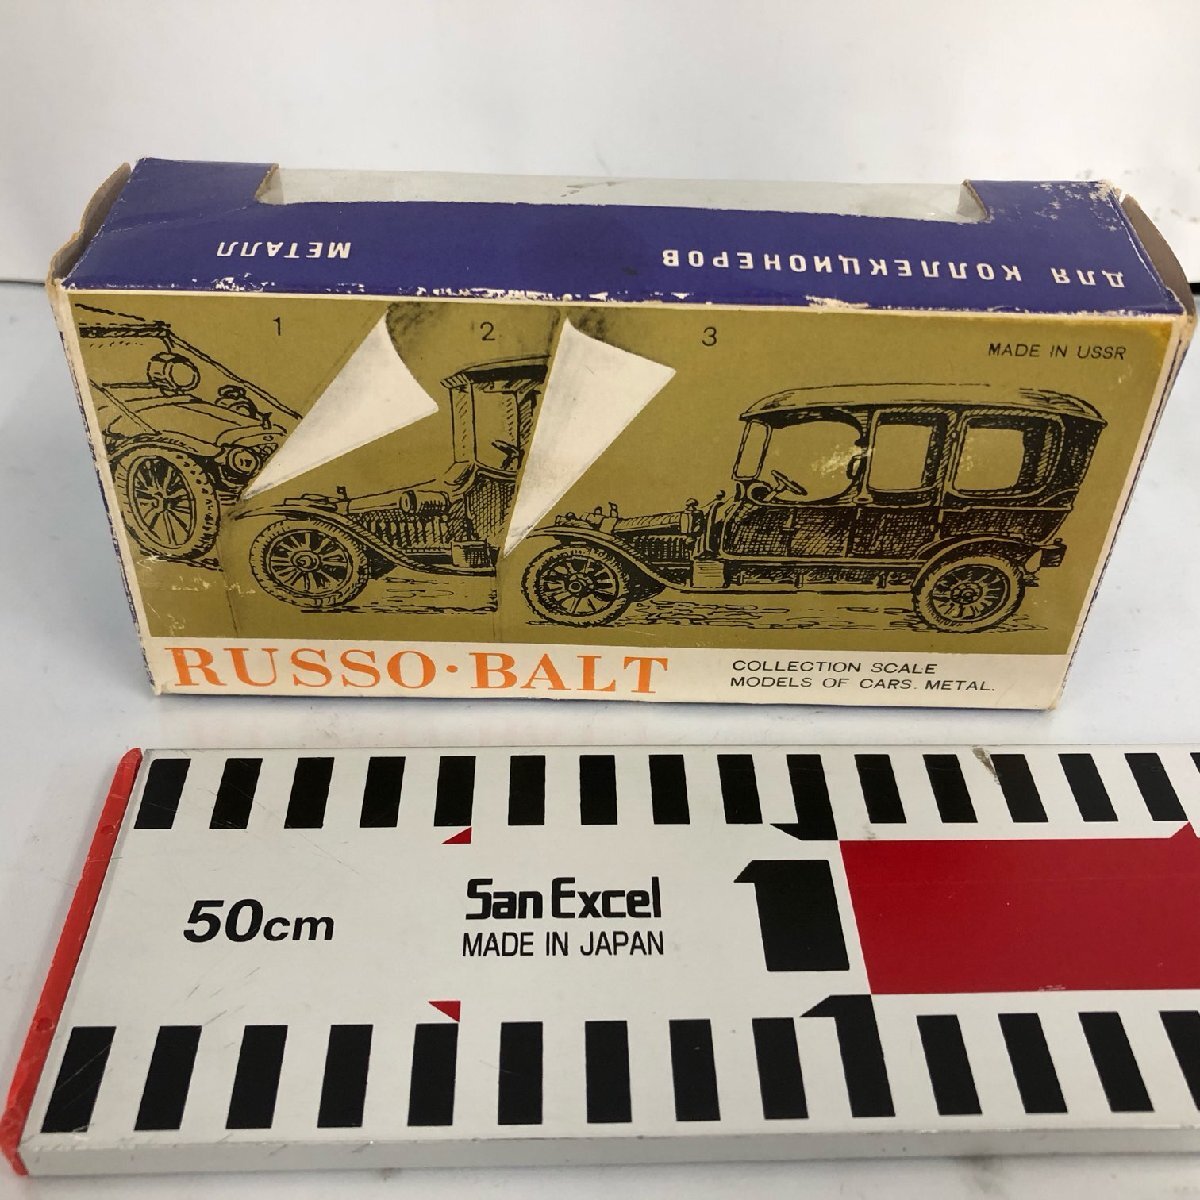 МЕТАЛЛ
ДЛЯ КОЛЛЕКЦИОНЕРОВ
1 2 3
MADE IN USSR
RUSSO·BALT
COLLECTION SCALE
MODELS OF CARS. METAL.
50cm
San Excel
MADE IN JAPAN
1